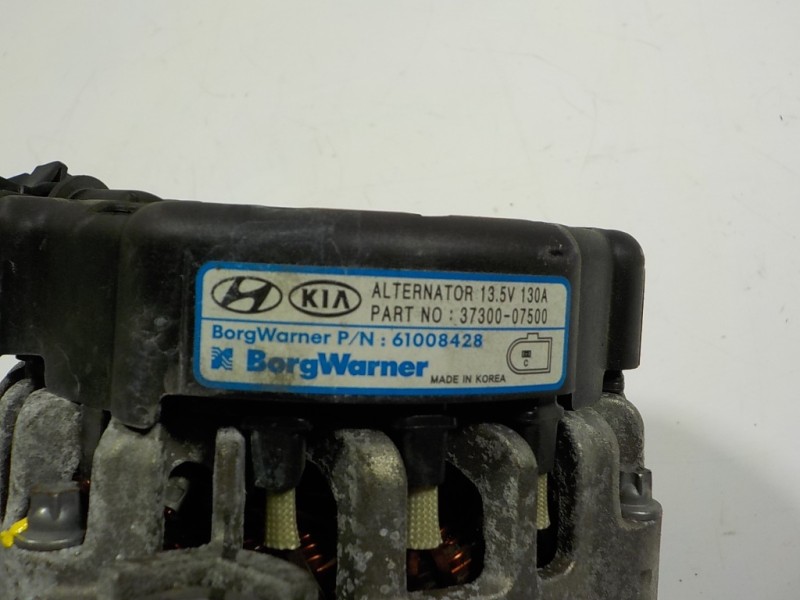 KIA ALTERNATOR 13.5V 130A
PART NO : 37300-07500
BorgWarner P/N : 61008428
BorgWarner
MADE IN KOREA
C